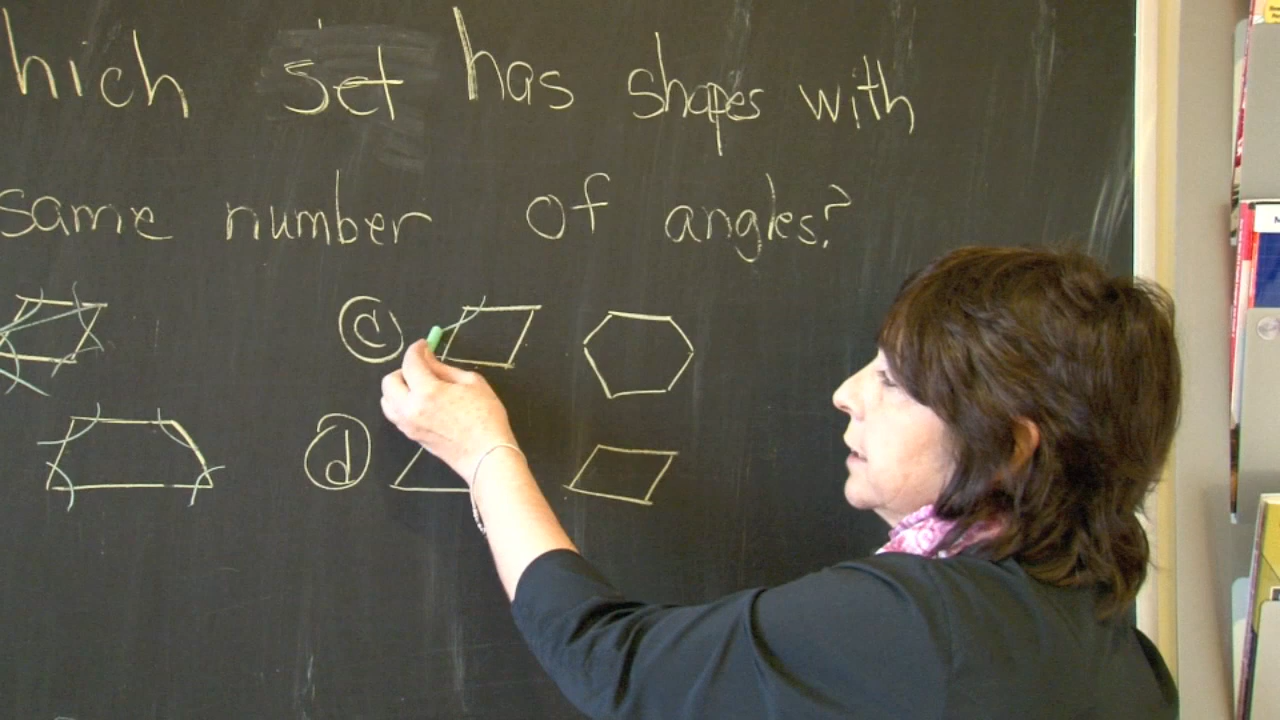 hich set has shapes with
same number of angles?
c
d